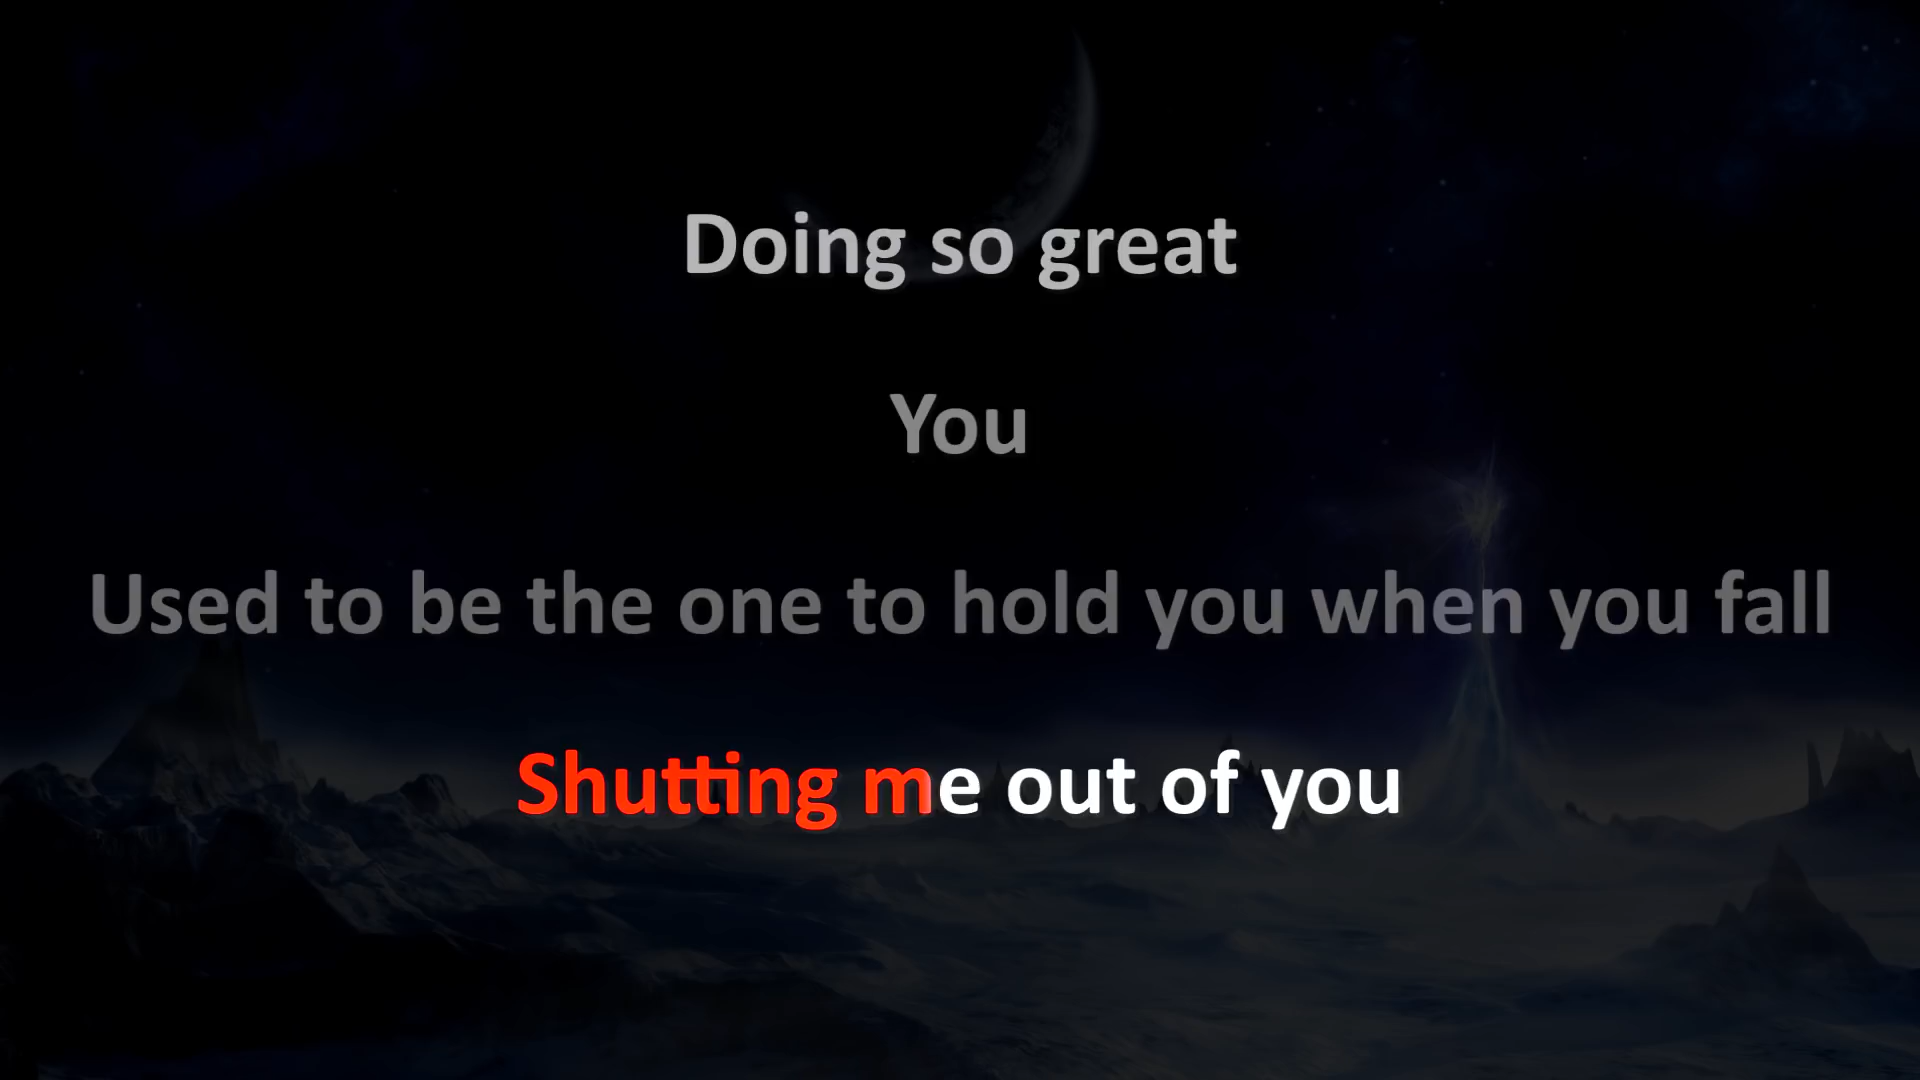 Doing so great
You
Used to be the one to hold you when you fall
Shutting me out of you